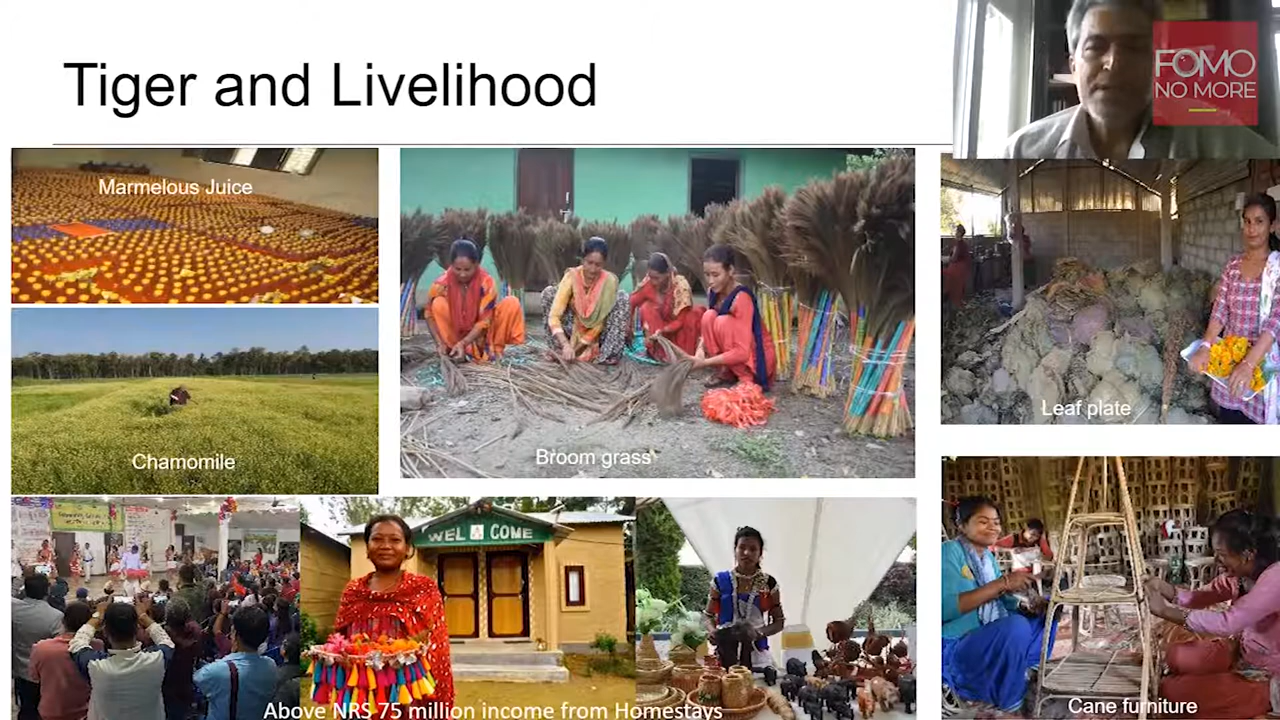 Tiger and Livelihood
FOMO
NO MORE
Marmelous Juice
Chamomile
Broom grass
Leaf plate
WEL COME
Above NRS 75 million income from Homestays
Cane furniture